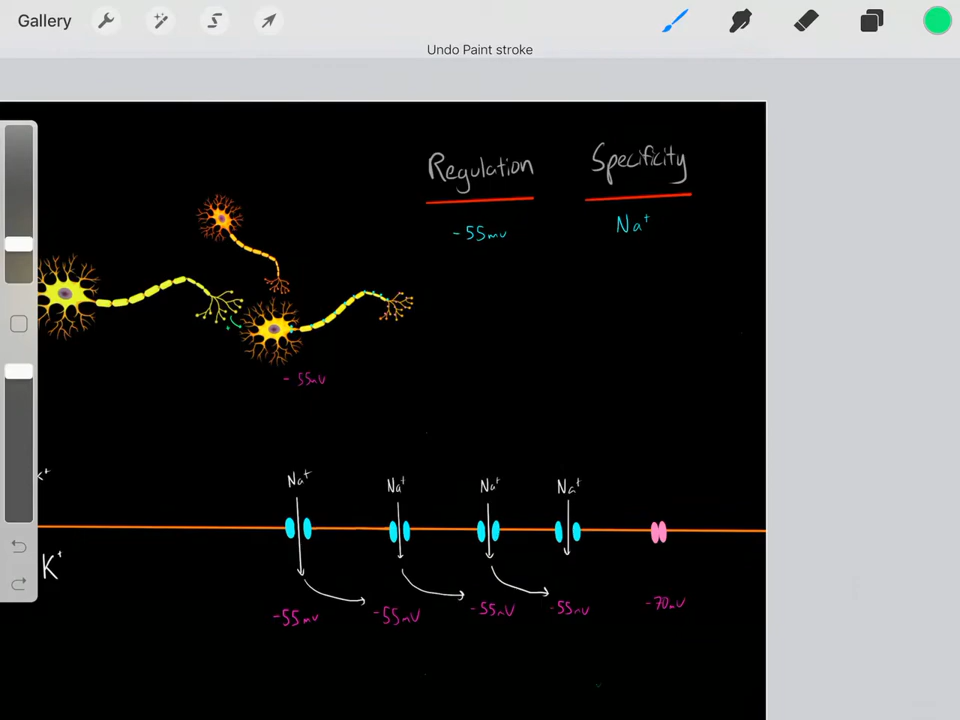 Gallery
Undo Paint stroke
Regulation Specificity
-55mv Na⁺
-55mV
K⁺
Na⁺ Na⁺ Na⁺ Na⁺
K⁺
-55mv -55mV -55mV -55mV -70mV